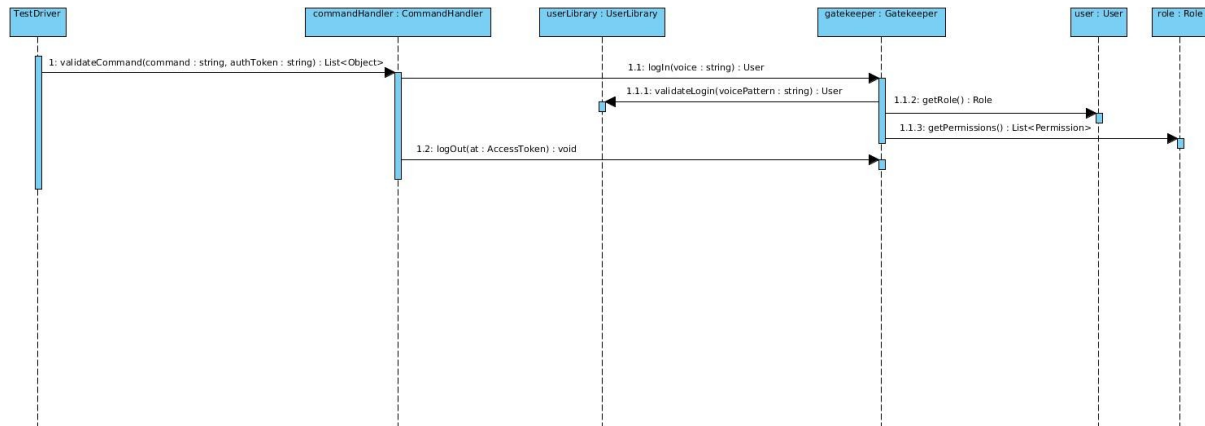 TestDriver
commandHandler : CommandHandler
userLibrary : UserLibrary
gatekeeper : Gatekeeper
user : User
role : Role
1: validateCommand(command : string, authToken : string) : List<Object>
1.1: logIn(voice : string) : User
1.1.1: validateLogin(voicePattern : string) : User
1.1.2: getRole() : Role
1.1.3: getPermissions() : List<Permission>
1.2: logOut(at : AccessToken) : void